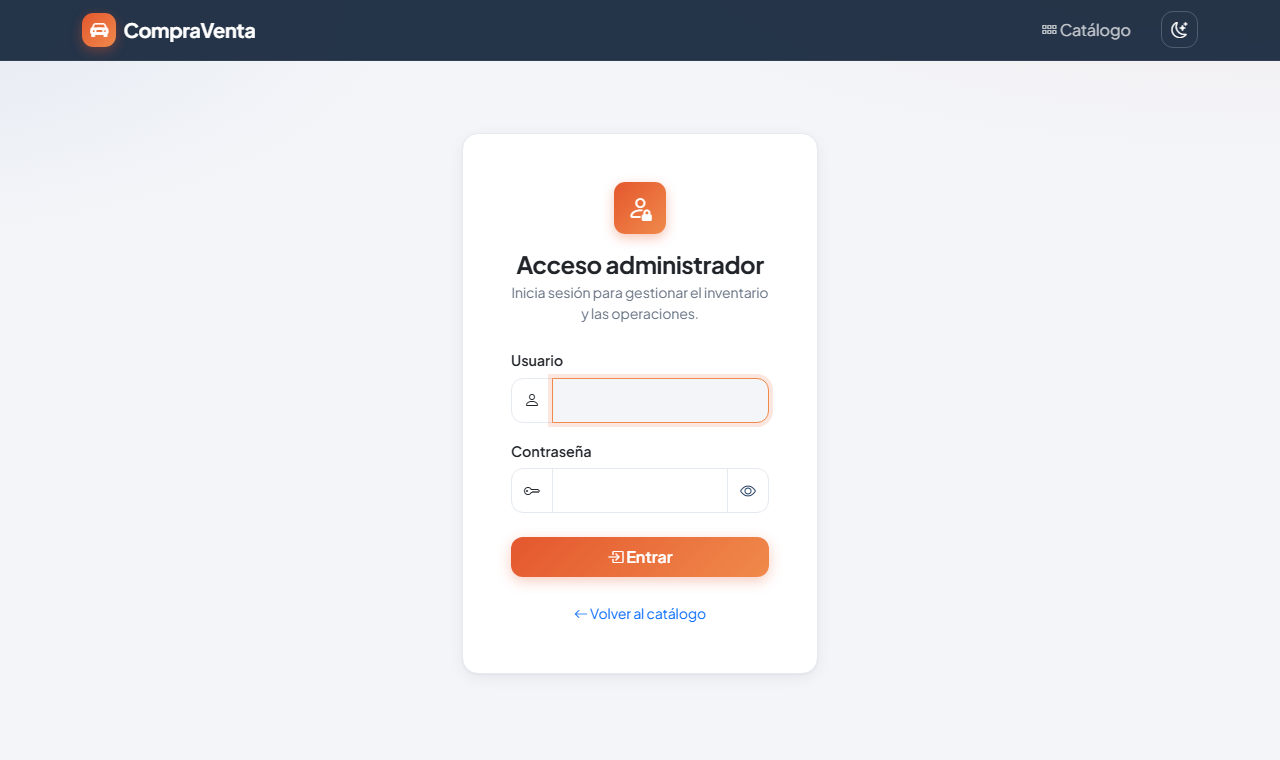 CompraVenta
Catálogo
Acceso administrador
Inicia sesión para gestionar el inventario
y las operaciones.
Usuario
Contraseña
Entrar
Volver al catálogo